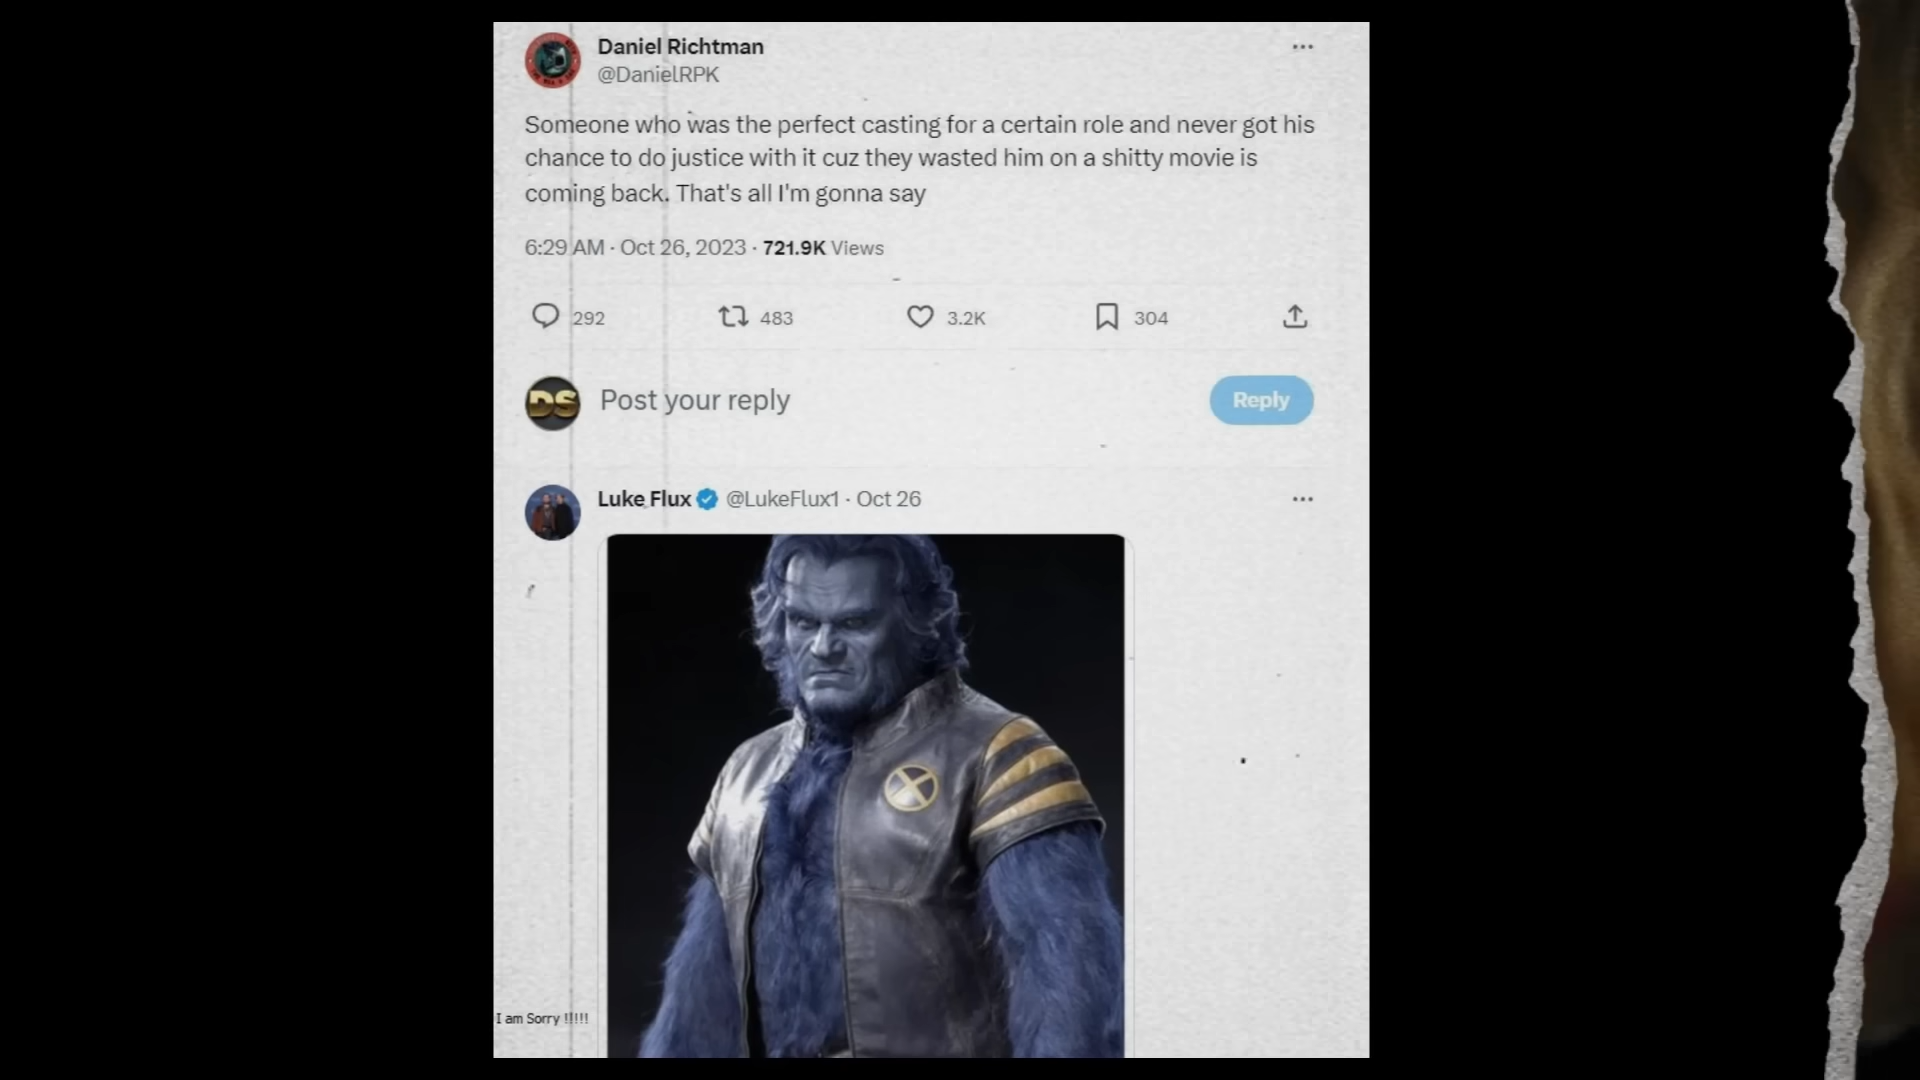 Daniel Richtman
@DanielRPK
Someone who was the perfect casting for a certain role and never got his
chance to do justice with it cuz they wasted him on a shitty movie is
coming back. That's all I'm gonna say
6:29 AM · Oct 26, 2023 · 721.9K Views
292 483 3.2K 304
DS Post your reply Reply
Luke Flux @LukeFlux1 · Oct 26
I am Sorry !!!!!